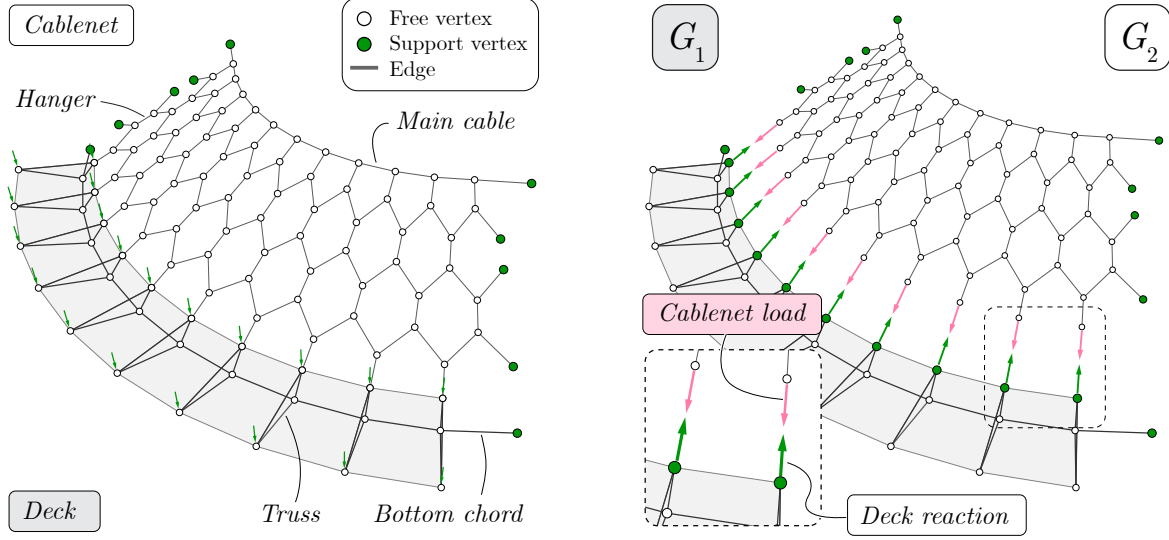 Cablenet
Free vertex
Support vertex
Edge
Hanger
Main cable
Deck
Truss
Bottom chord
G1
G2
Cablenet load
Deck reaction